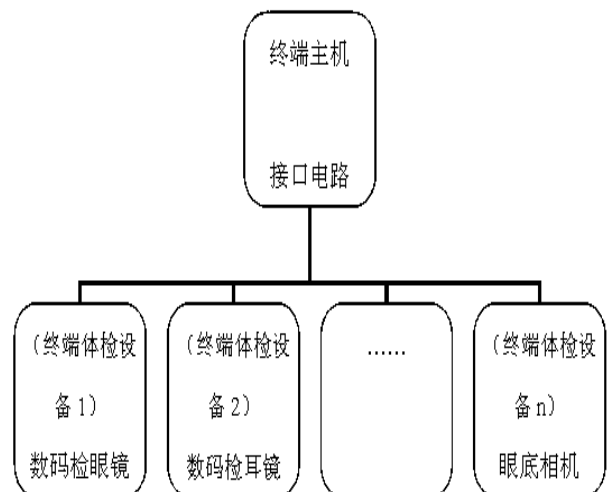 终端主机
接口电路
(终端体检设
备1)
数码检眼镜
(终端体检设
备2)
数码检耳镜
……
(终端体检设
备n)
眼底相机